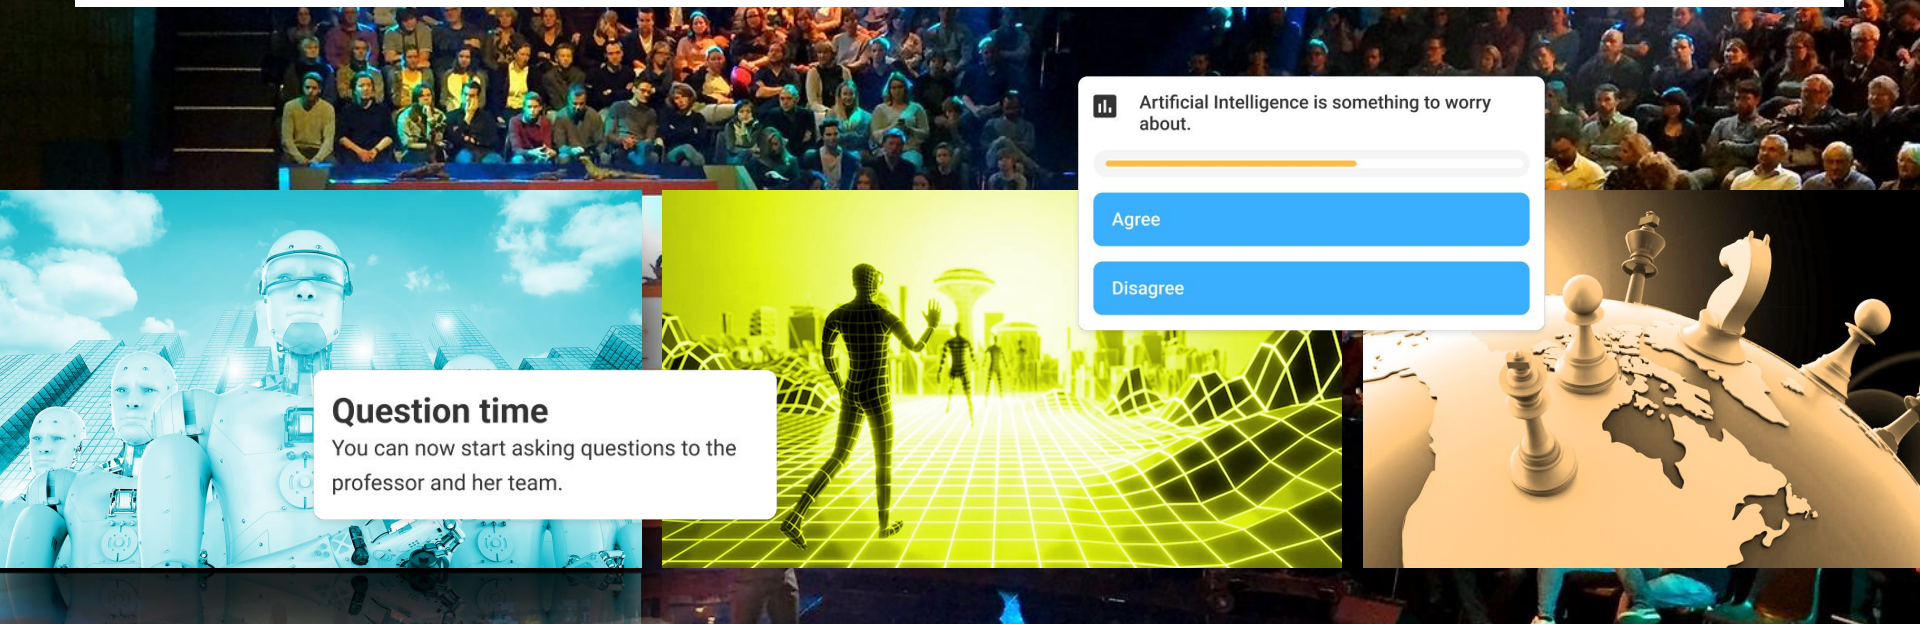 Artificial Intelligence is something to worry
about.
Agree
Disagree
Question time
You can now start asking questions to the
professor and her team.